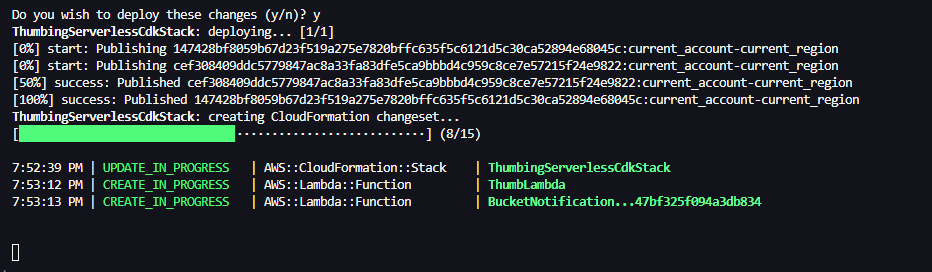 Do you wish to deploy these changes (y/n)? y
ThumbingServerlessCdkStack: deploying... [1/1]
[0%] start: Publishing 147428bf8059b67d23f519a275e7820bffc635f5c6121d5c30ca52894e68045c:current_account-current_region
[0%] start: Publishing cef308409ddc5779847ac8a33fa83dfe5ca9bbbd4c959c8ce7e57215f24e9822:current_account-current_region
[50%] success: Published cef308409ddc5779847ac8a33fa83dfe5ca9bbbd4c959c8ce7e57215f24e9822:current_account-current_region
[100%] success: Published 147428bf8059b67d23f519a275e7820bffc635f5c6121d5c30ca52894e68045c:current_account-current_region
ThumbingServerlessCdkStack: creating CloudFormation changeset...
[··························] (8/15)
7:52:39 PM | UPDATE_IN_PROGRESS | AWS::CloudFormation::Stack | ThumbingServerlessCdkStack
7:53:12 PM | CREATE_IN_PROGRESS | AWS::Lambda::Function | ThumbLambda
7:53:13 PM | CREATE_IN_PROGRESS | AWS::Lambda::Function | BucketNotification...47bf325f094a3db834